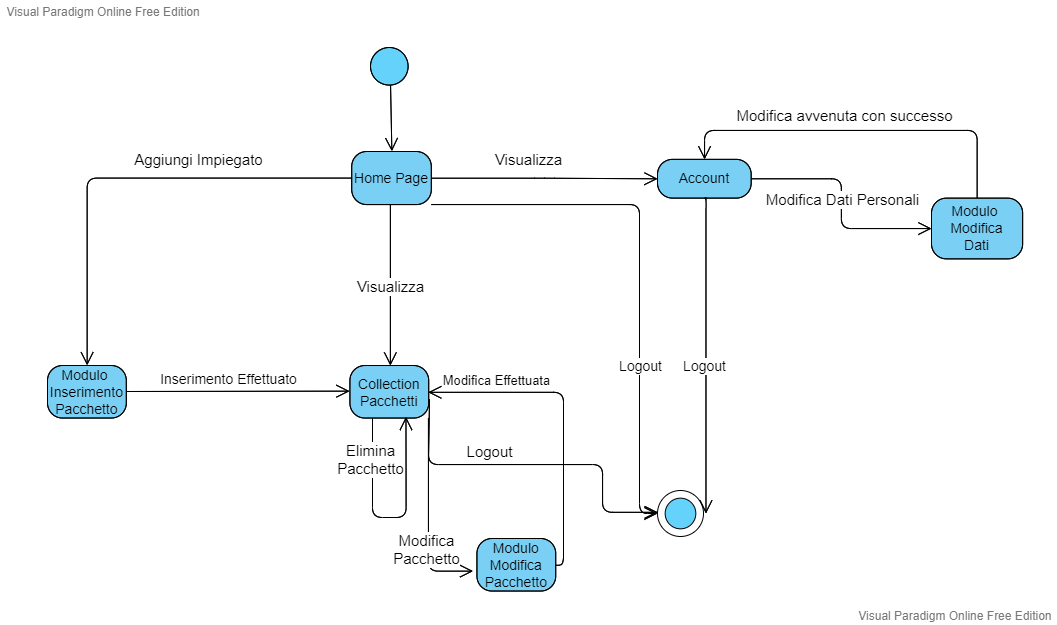 Visual Paradigm Online Free Edition
Modifica avvenuta con successo
Aggiungi Impiegato
Visualizza
Home Page
Account
Modifica Dati Personali
Modulo
Modifica
Dati
Visualizza
Logout
Logout
Modulo
Inserimento
Pacchetto
Inserimento Effettuato
Collection
Pacchetti
Modifica Effettuata
Elimina
Pacchetto
Logout
Modifica
Pacchetto
Modulo
Modifica
Pacchetto
Visual Paradigm Online Free Edition